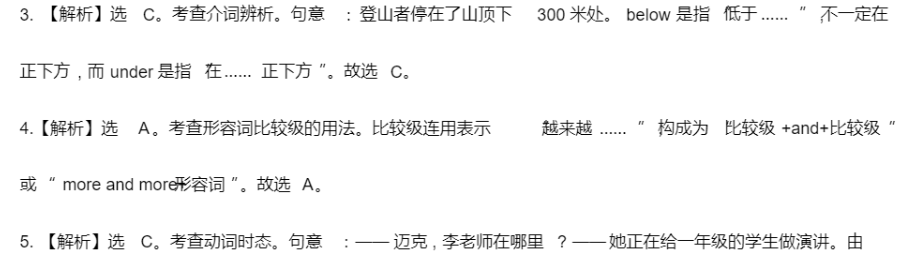 3. 【解析】选 C。考查介词辨析。句意 ：登山者停在了山顶下 300 米处。 below 是指 低于 …… ” ，不一定在
正下方 , 而 under 是指 在 …… 正下方 ”。故选 C。
4.【解析】选 A。考查形容词比较级的用法。比较级连用表示 越来越 …… ” 构成为 比较级 +and+比较级 ”
或 “ more and more+形容词 ”。故选 A。
5. 【解析】选 C。考查动词时态。句意 ：—— 迈克 , 李老师在哪里 ? —— 她正在给一年级的学生做演讲。由